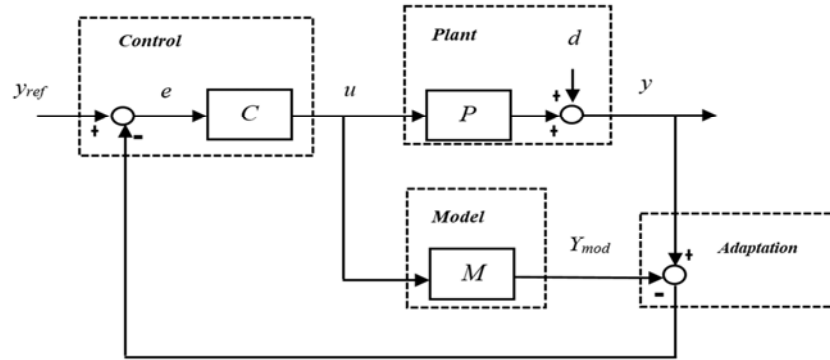 Control
Plant
d
y_ref
e
u
y
+
-
C
P
+
+
Model
Y_mod
Adaptation
M
+
-